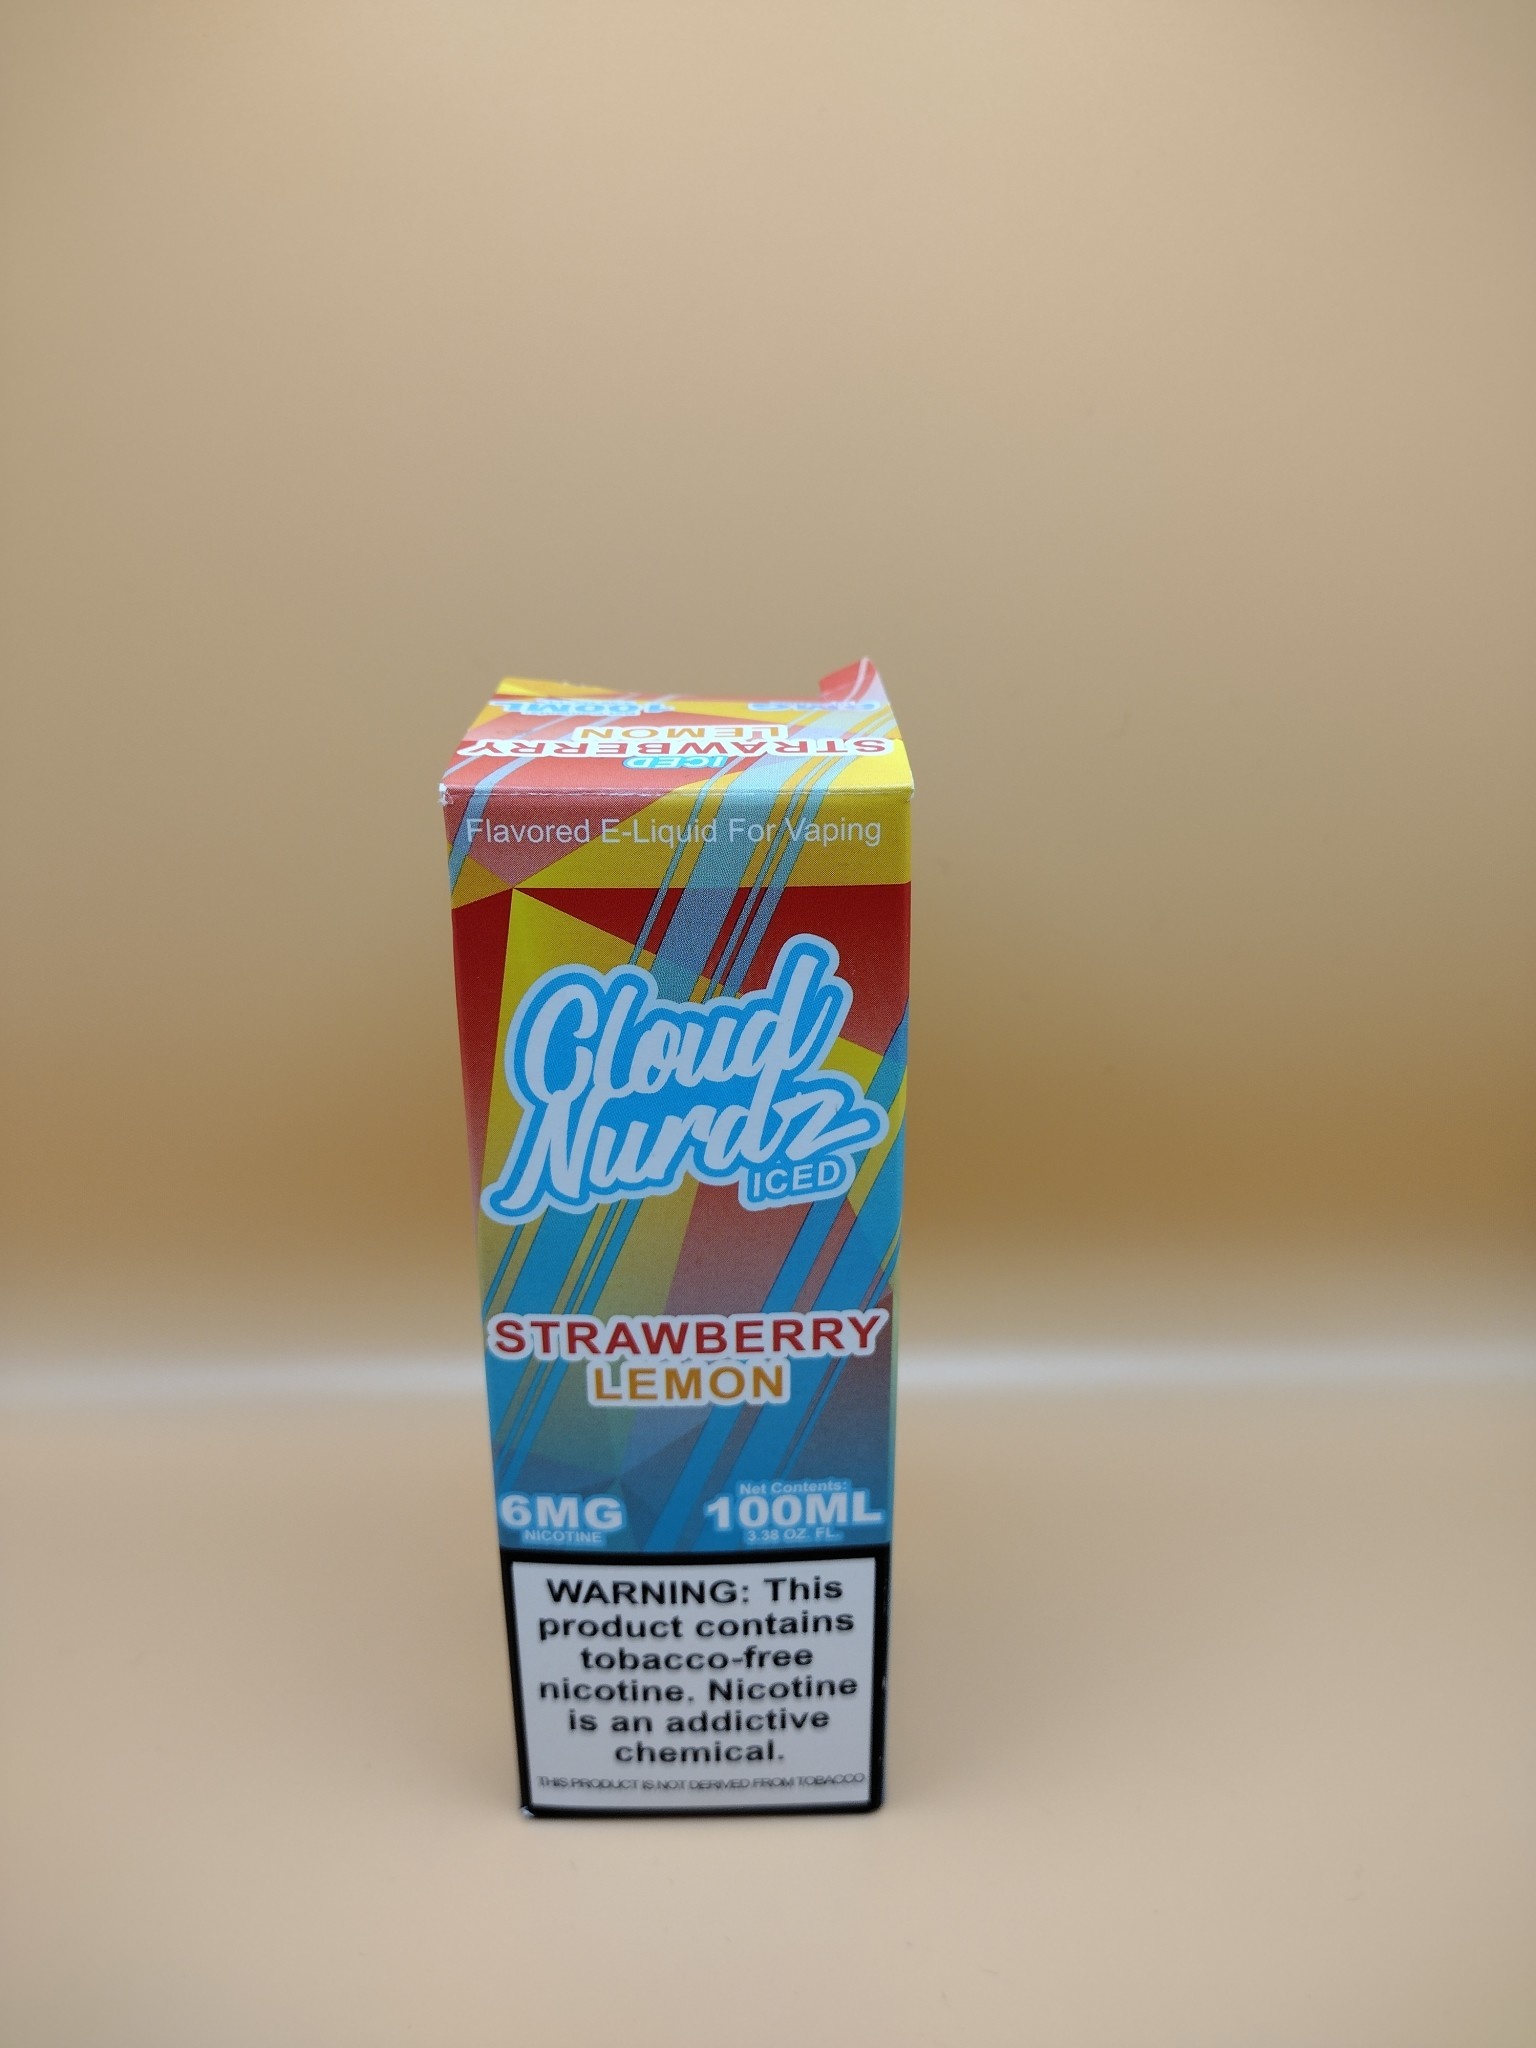 100ML
6MG
LEMON
STRAWBERRY
ICED
Flavored E-Liquid For Vaping
Cloud
Nurdz
ICED
STRAWBERRY
LEMON
6MG
NICOTINE
Net Contents:
100ML
3.38 OZ. FL.
WARNING: This
product contains
tobacco-free
nicotine. Nicotine
is an addictive
chemical.
THIS PRODUCT IS NOT DERIVED FROM TOBACCO